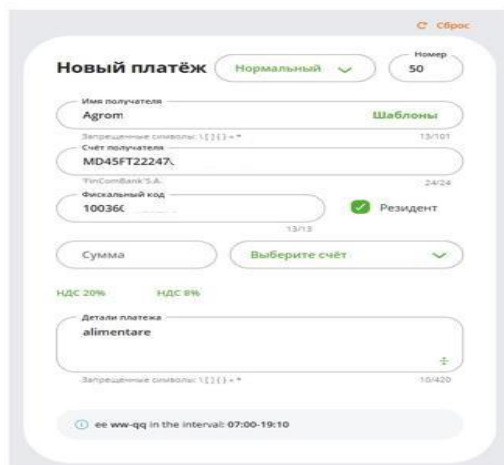 Сброс
Новый платёж Нормальный Номер 50
Имя получателя
Agrom Шаблоны
Запрещенные символы: \ [ ] { } « * 13/101
Счёт получателя
MD45FT22247
"FinComBank"S.A. 24/24
Фискальный код
10036 Резидент
13/13
Сумма Выберите счёт
НДС 20% НДС 8%
Детали платежа
alimentare
Запрещенные символы: \ [ ] { } « * 10/420
ee ww-qq in the interval: 07:00-19:10